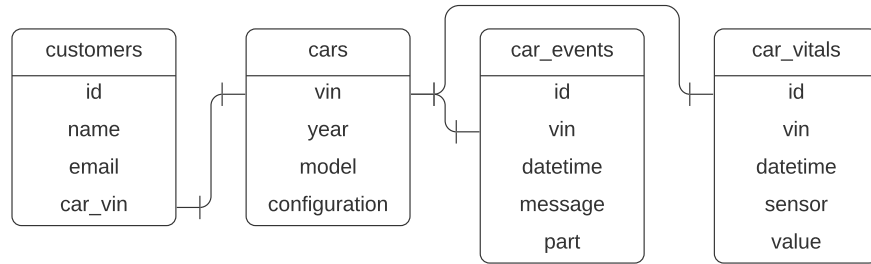 customers
id
name
email
car_vin
cars
vin
year
model
configuration
car_events
id
vin
datetime
message
part
car_vitals
id
vin
datetime
sensor
value